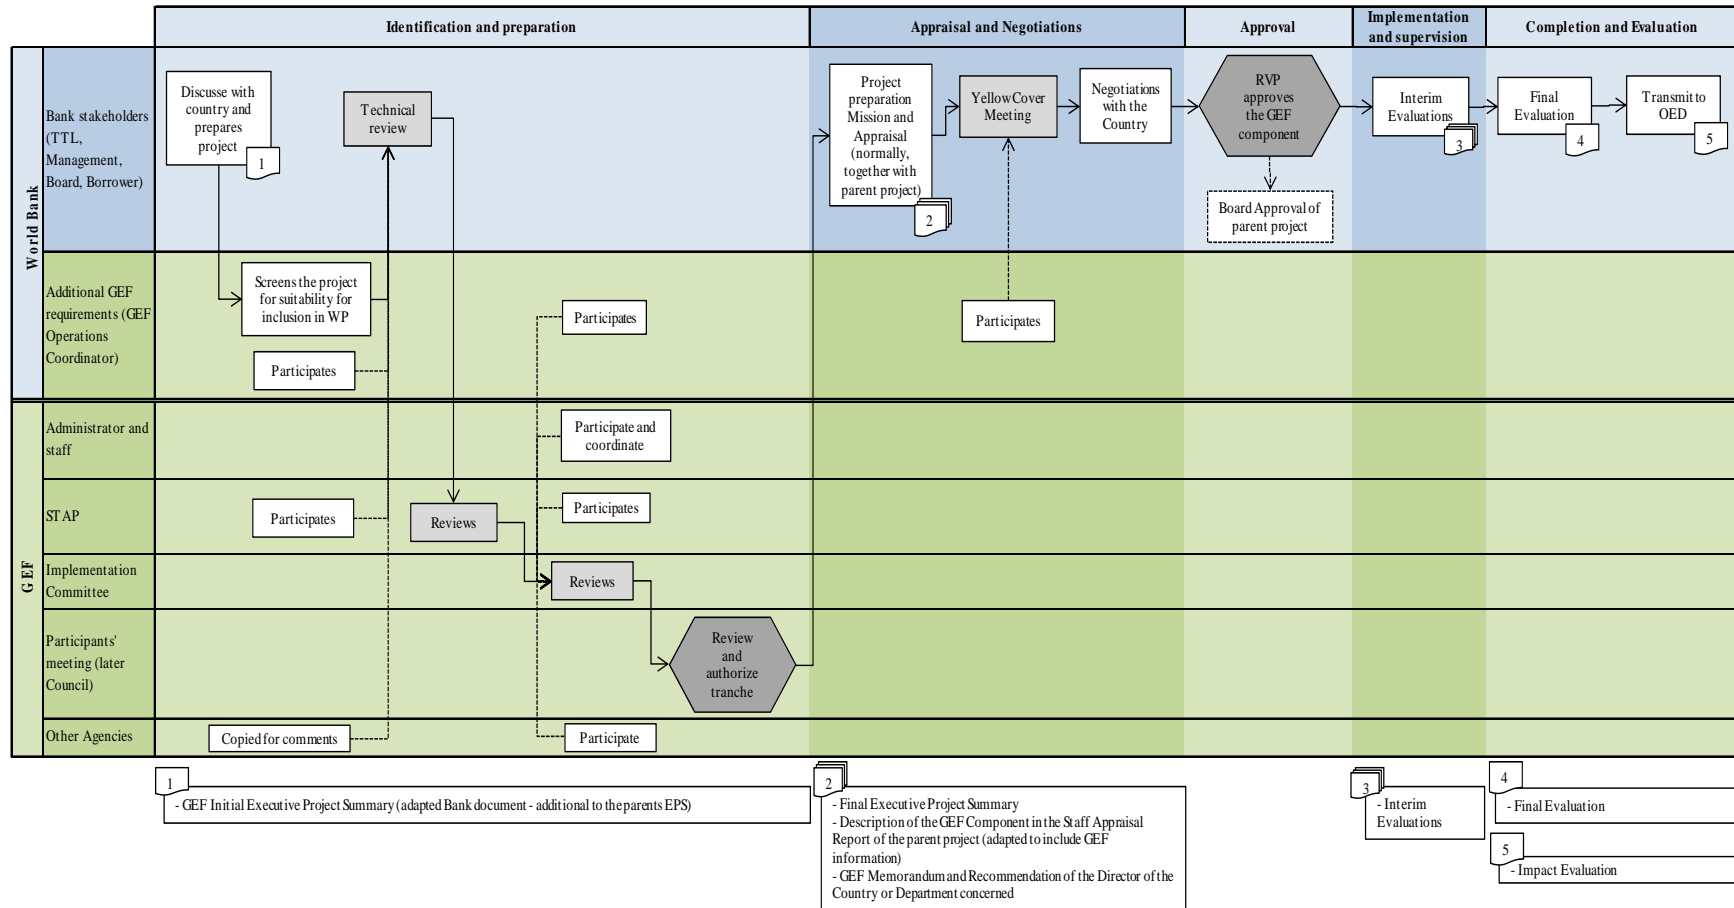 Identification and preparation
Appraisal and Negotiations
Approval
Implementation
and supervision
Completion and Evaluation
World Bank
Bank stakeholders
(TTL,
Management,
Board, Borrower)
Discusse with
country and
prepares
project
1
Technical
review
Project
preparation
Mission and
Appraisal
(normally,
together with
parent project)
2
Yellow Cover
Meeting
Negotiations
with the
Country
RVP
approves
the GEF
component
Board Approval of
parent project
Interim
Evaluations
3
Final
Evaluation
4
Transmit to
OED
5
Additional GEF
requirements (GEF
Operations
Coordinator)
Screens the project
for suitability for
inclusion in WP
Participates
Participates
Participates
GEF
Administrator and
staff
Participate and
coordinate
STAP
Participates
Reviews
Participates
Implementation
Committee
Reviews
Participants'
meeting (later
Council)
Review
and
authorize
tranche
Other Agencies
Copied for comments
Participate
1
- GEF Initial Executive Project Summary (adapted Bank document - additional to the parents EPS)
2
- Final Executive Project Summary
- Description of the GEF Component in the Staff Appraisal
Report of the parent project (adapted to include GEF
information)
- GEF Memorandum and Recommendation of the Director of the
Country or Department concerned
3
- Interim
Evaluations
4
- Final Evaluation
5
- Impact Evaluation